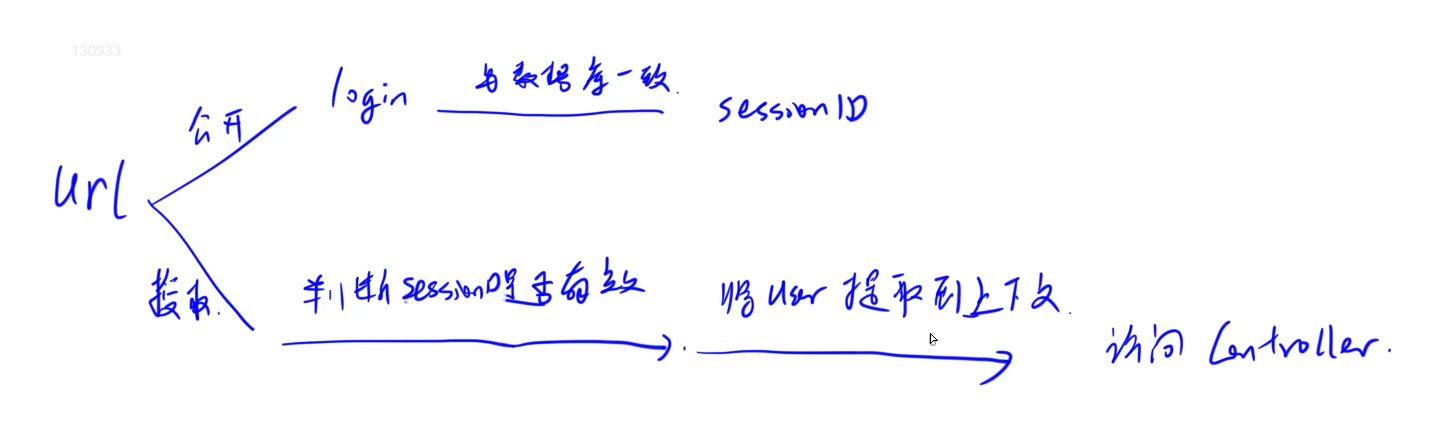 130933
url
公开
login
与数据库一致.
sessionID
授权.
判断sessionID是否有效
将user提取到上下文.
访问 Controller.